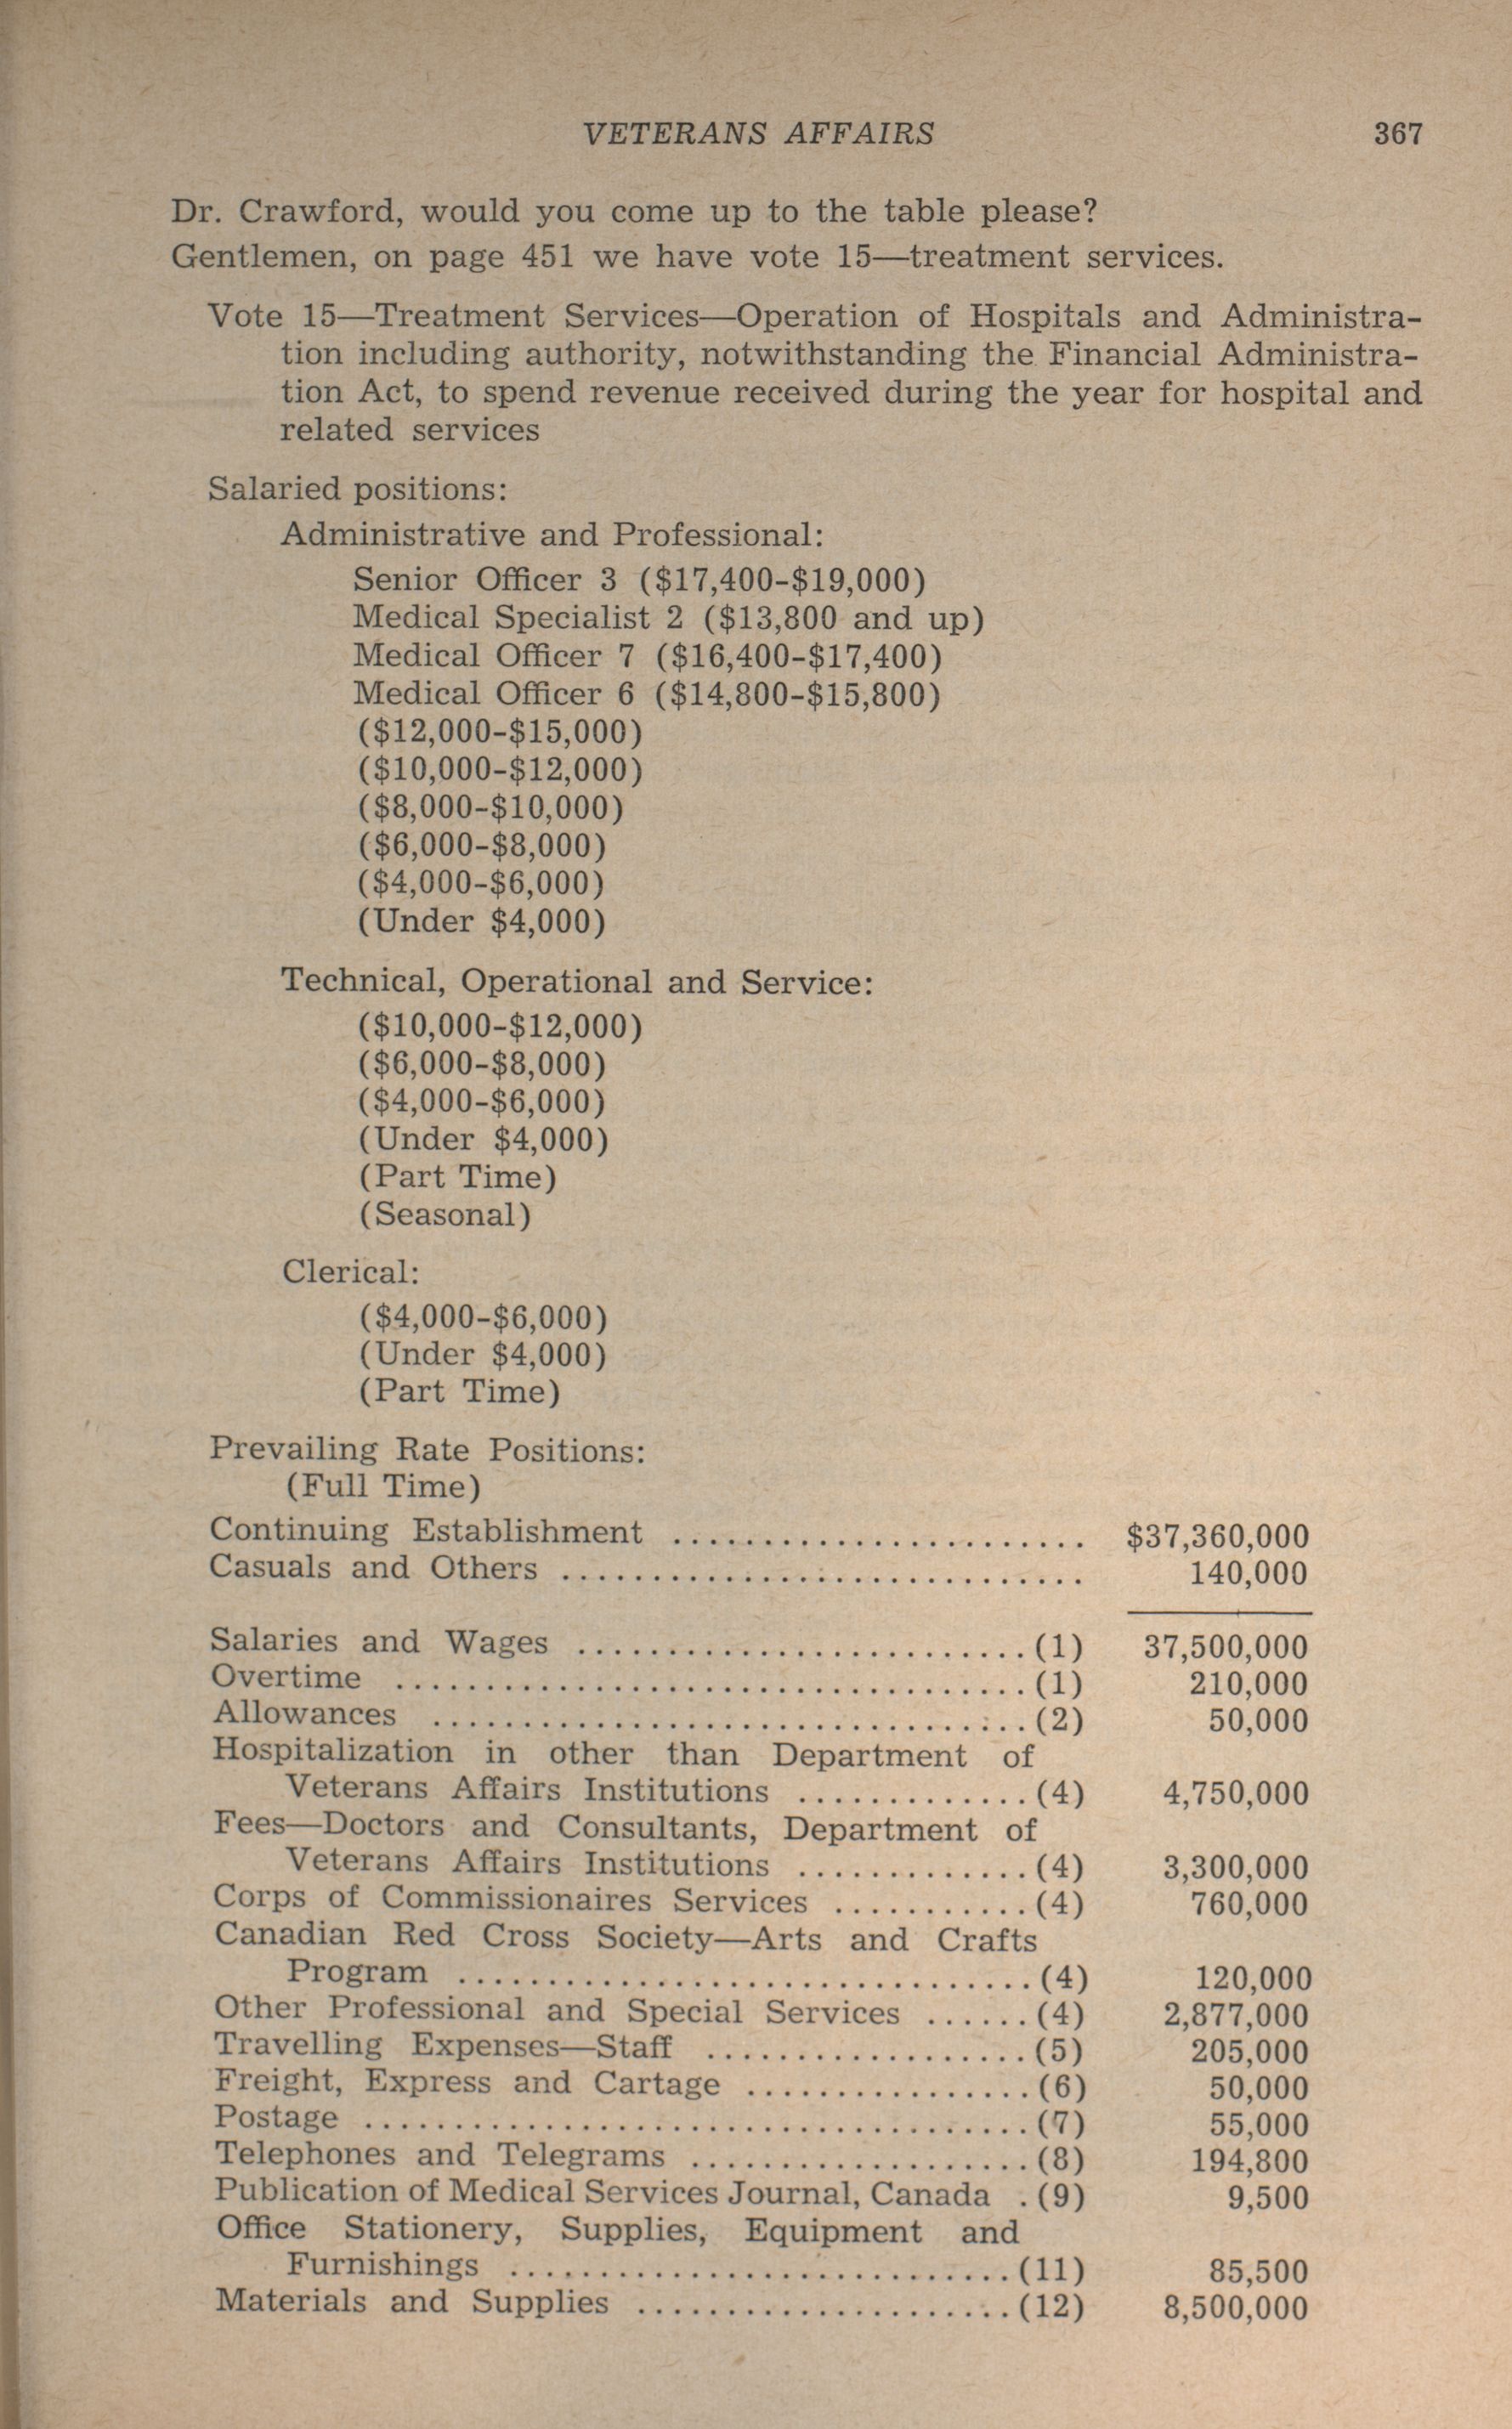 VETERANS AFFAIRS 367
Dr. Crawford, would you come up to the table please?
Gentlemen, on page 451 we have vote 15—treatment services.
Vote 15—Treatment Services—Operation of Hospitals and Administra-
tion including authority, notwithstanding the Financial Administra-
tion Act, to spend revenue received during the year for hospital and
related services
Salaried positions:
Administrative and Professional:
Senior Officer 3 ($17,400-$19,000)
Medical Specialist 2 ($13,800 and up)
Medical Officer 7 ($16,400-$17,400)
Medical Officer 6 ($14,800-$15,800)
($12,000-$15,000)
($10,000-$12,000)
($8,000-$10,000)
($6,000-$8,000)
($4,000-$6,000)
(Under $4,000)
Technical, Operational and Service:
($10,000-$12,000)
($6,000-$8,000)
($4,000-$6,000)
(Under $4,000)
(Part Time)
(Seasonal)
Clerical:
($4,000-$6,000)
(Under $4,000)
(Part Time)
Prevailing Rate Positions:
(Full Time)
Continuing Establishment ....................... $37,360,000
Casuals and Others ............................. 140,000
Salaries and Wages .........................(1) 37,500,000
Overtime ...................................(1) 210,000
Allowances .................................(2) 50,000
Hospitalization in other than Department of
Veterans Affairs Institutions .............(4) 4,750,000
Fees—Doctors and Consultants, Department of
Veterans Affairs Institutions .............(4) 3,300,000
Corps of Commissionaires Services ...........(4) 760,000
Canadian Red Cross Society—Arts and Crafts
Program ................................(4) 120,000
Other Professional and Special Services ......(4) 2,877,000
Travelling Expenses—Staff ..................(5) 205,000
Freight, Express and Cartage ................(6) 50,000
Postage .....................................(7) 55,000
Telephones and Telegrams ...................(8) 194,800
Publication of Medical Services Journal, Canada .(9) 9,500
Office Stationery, Supplies, Equipment and
Furnishings ............................(11) 85,500
Materials and Supplies .....................(12) 8,500,000